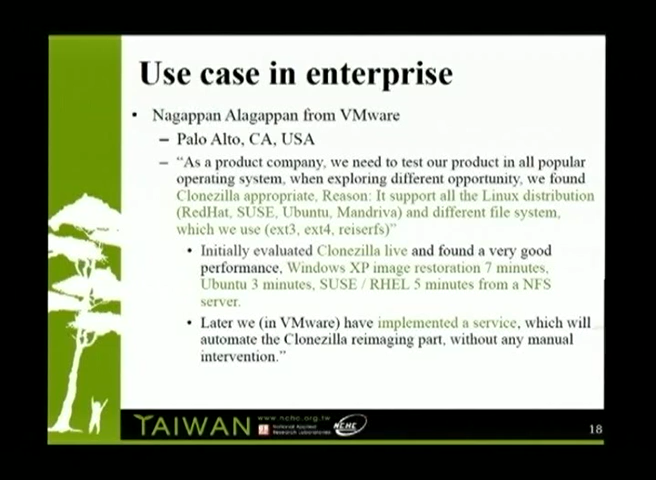 Use case in enterprise
• Nagappan Alagappan from VMware
– Palo Alto, CA, USA
– “As a product company, we need to test our product in all popular
operating system, when exploring different opportunity, we found
Clonezilla appropriate, Reason: It support all the Linux distribution
(RedHat, SUSE, Ubuntu, Mandriva) and different file system,
which we use (ext3, ext4, reiserfs)”
• Initially evaluated Clonezilla live and found a very good
performance, Windows XP image restoration 7 minutes,
Ubuntu 3 minutes, SUSE / RHEL 5 minutes from a NFS
server.
• Later we (in VMware) have implemented a service, which will
automate the Clonezilla reimaging part, without any manual
intervention.”
TAIWAN
www.nchc.org.tw
National Applied
Research Laboratories
NCHC
18